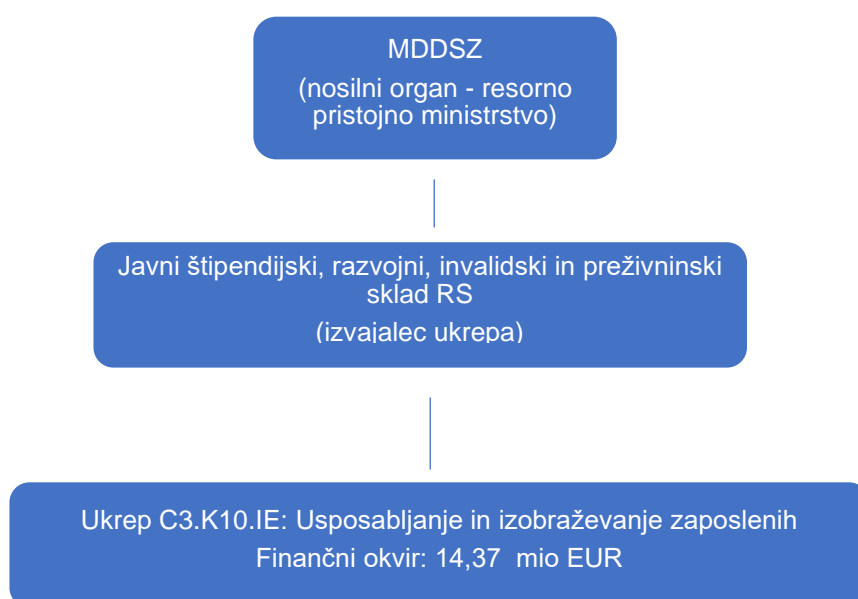 MDDSZ
(nosilni organ - resorno
pristojno ministrstvo)
Javni štipendijski, razvojni, invalidski in preživninski
sklad RS
(izvajalec ukrepa)
Ukrep C3.K10.IE: Usposabljanje in izobraževanje zaposlenih
Finančni okvir: 14,37 mio EUR